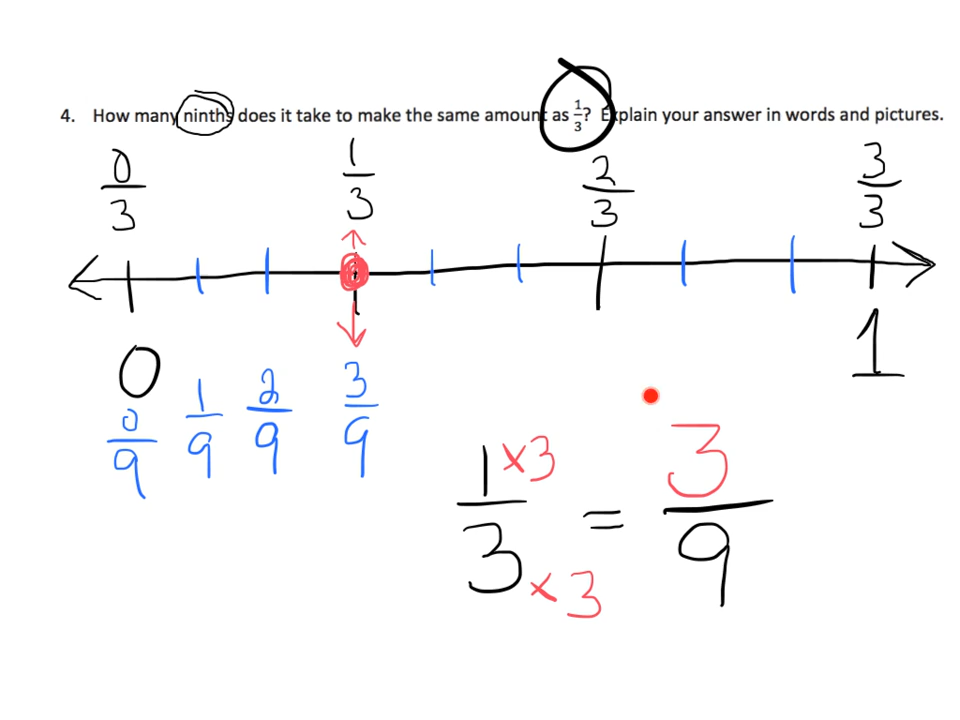 4. How many ninths does it take to make the same amount as 1/3? Explain your answer in words and pictures.
0/3 1/3 2/3 3/3
0 1
0/9 1/9 2/9 3/9
1×3/3×3 = 3/9